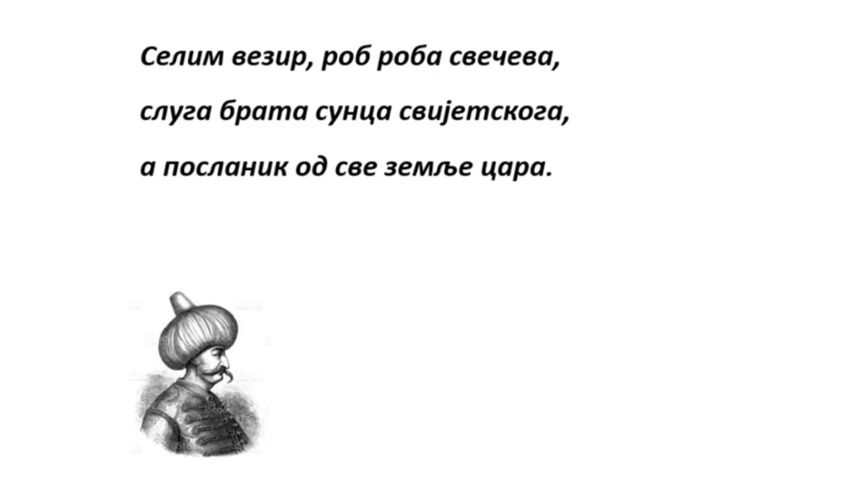 Селим везир, роб роба свечева,
слуга брата сунца свијетскога,
а посланик од све земље цара.